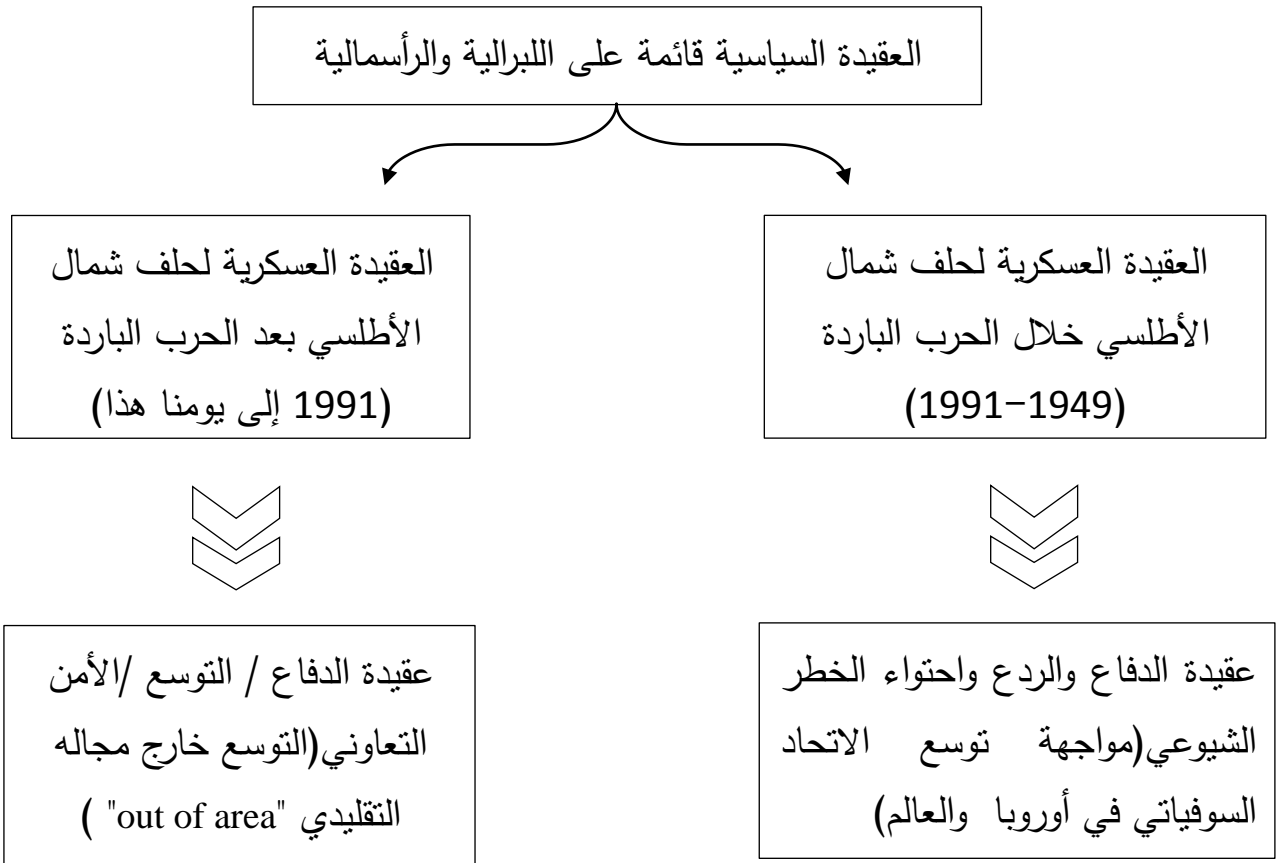 العقيدة السياسية قائمة على اللبرالية والرأسمالية
العقيدة العسكرية لحلف شمال
الأطلسي خلال الحرب الباردة
(1949-1991)
العقيدة العسكرية لحلف شمال
الأطلسي بعد الحرب الباردة
(1991 إلى يومنا هذا)
عقيدة الدفاع والردع واحتواء الخطر
الشيوعي(مواجهة توسع الاتحاد
السوفياتي في أوروبا والعالم)
عقيدة الدفاع / التوسع /الأمن
التعاوني(التوسع خارج مجاله
التقليدي "out of area" )